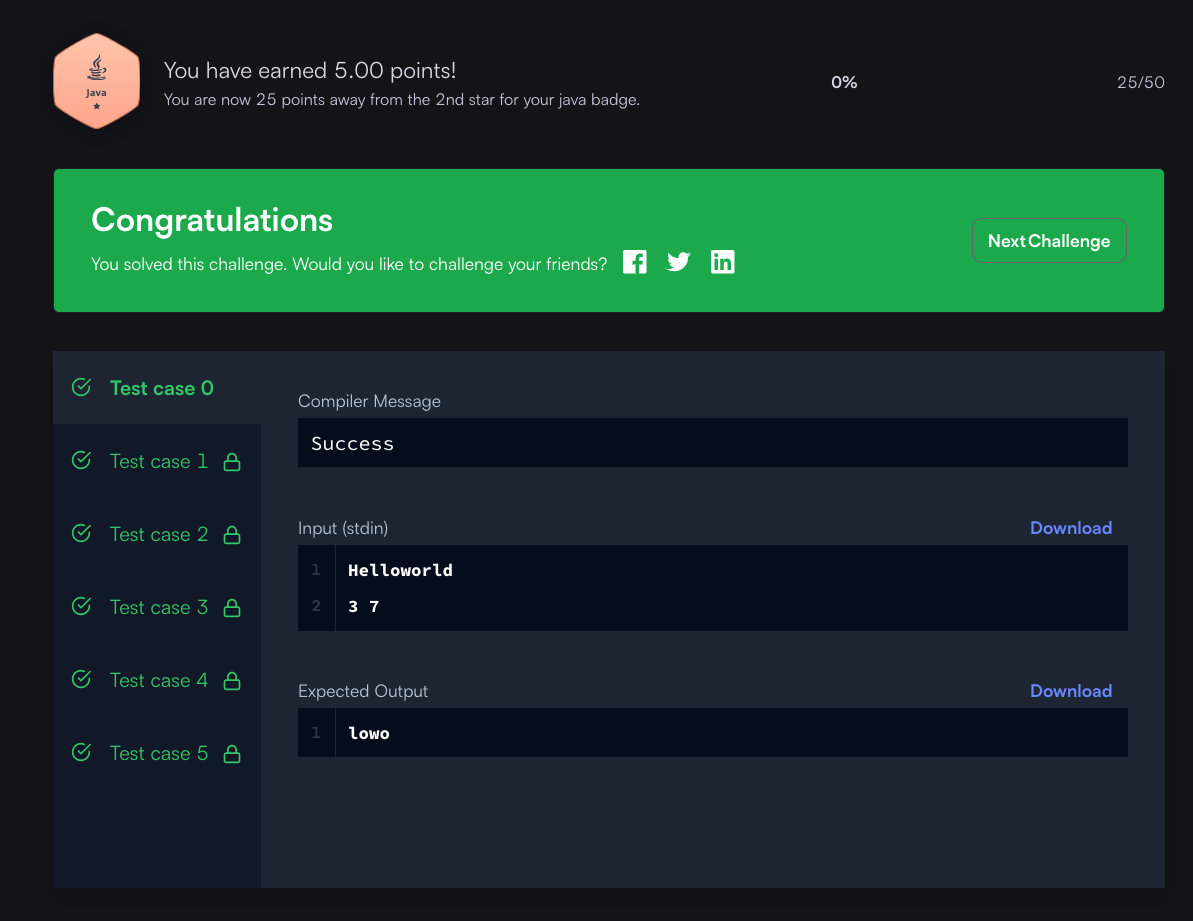 Java
You have earned 5.00 points!
You are now 25 points away from the 2nd star for your java badge.
0%
25/50
Congratulations
You solved this challenge. Would you like to challenge your friends?
Next Challenge
Test case 0
Test case 1
Test case 2
Test case 3
Test case 4
Test case 5
Compiler Message
Success
Input (stdin)
Download
1 Helloworld
2 3 7
Expected Output
Download
1 lowo